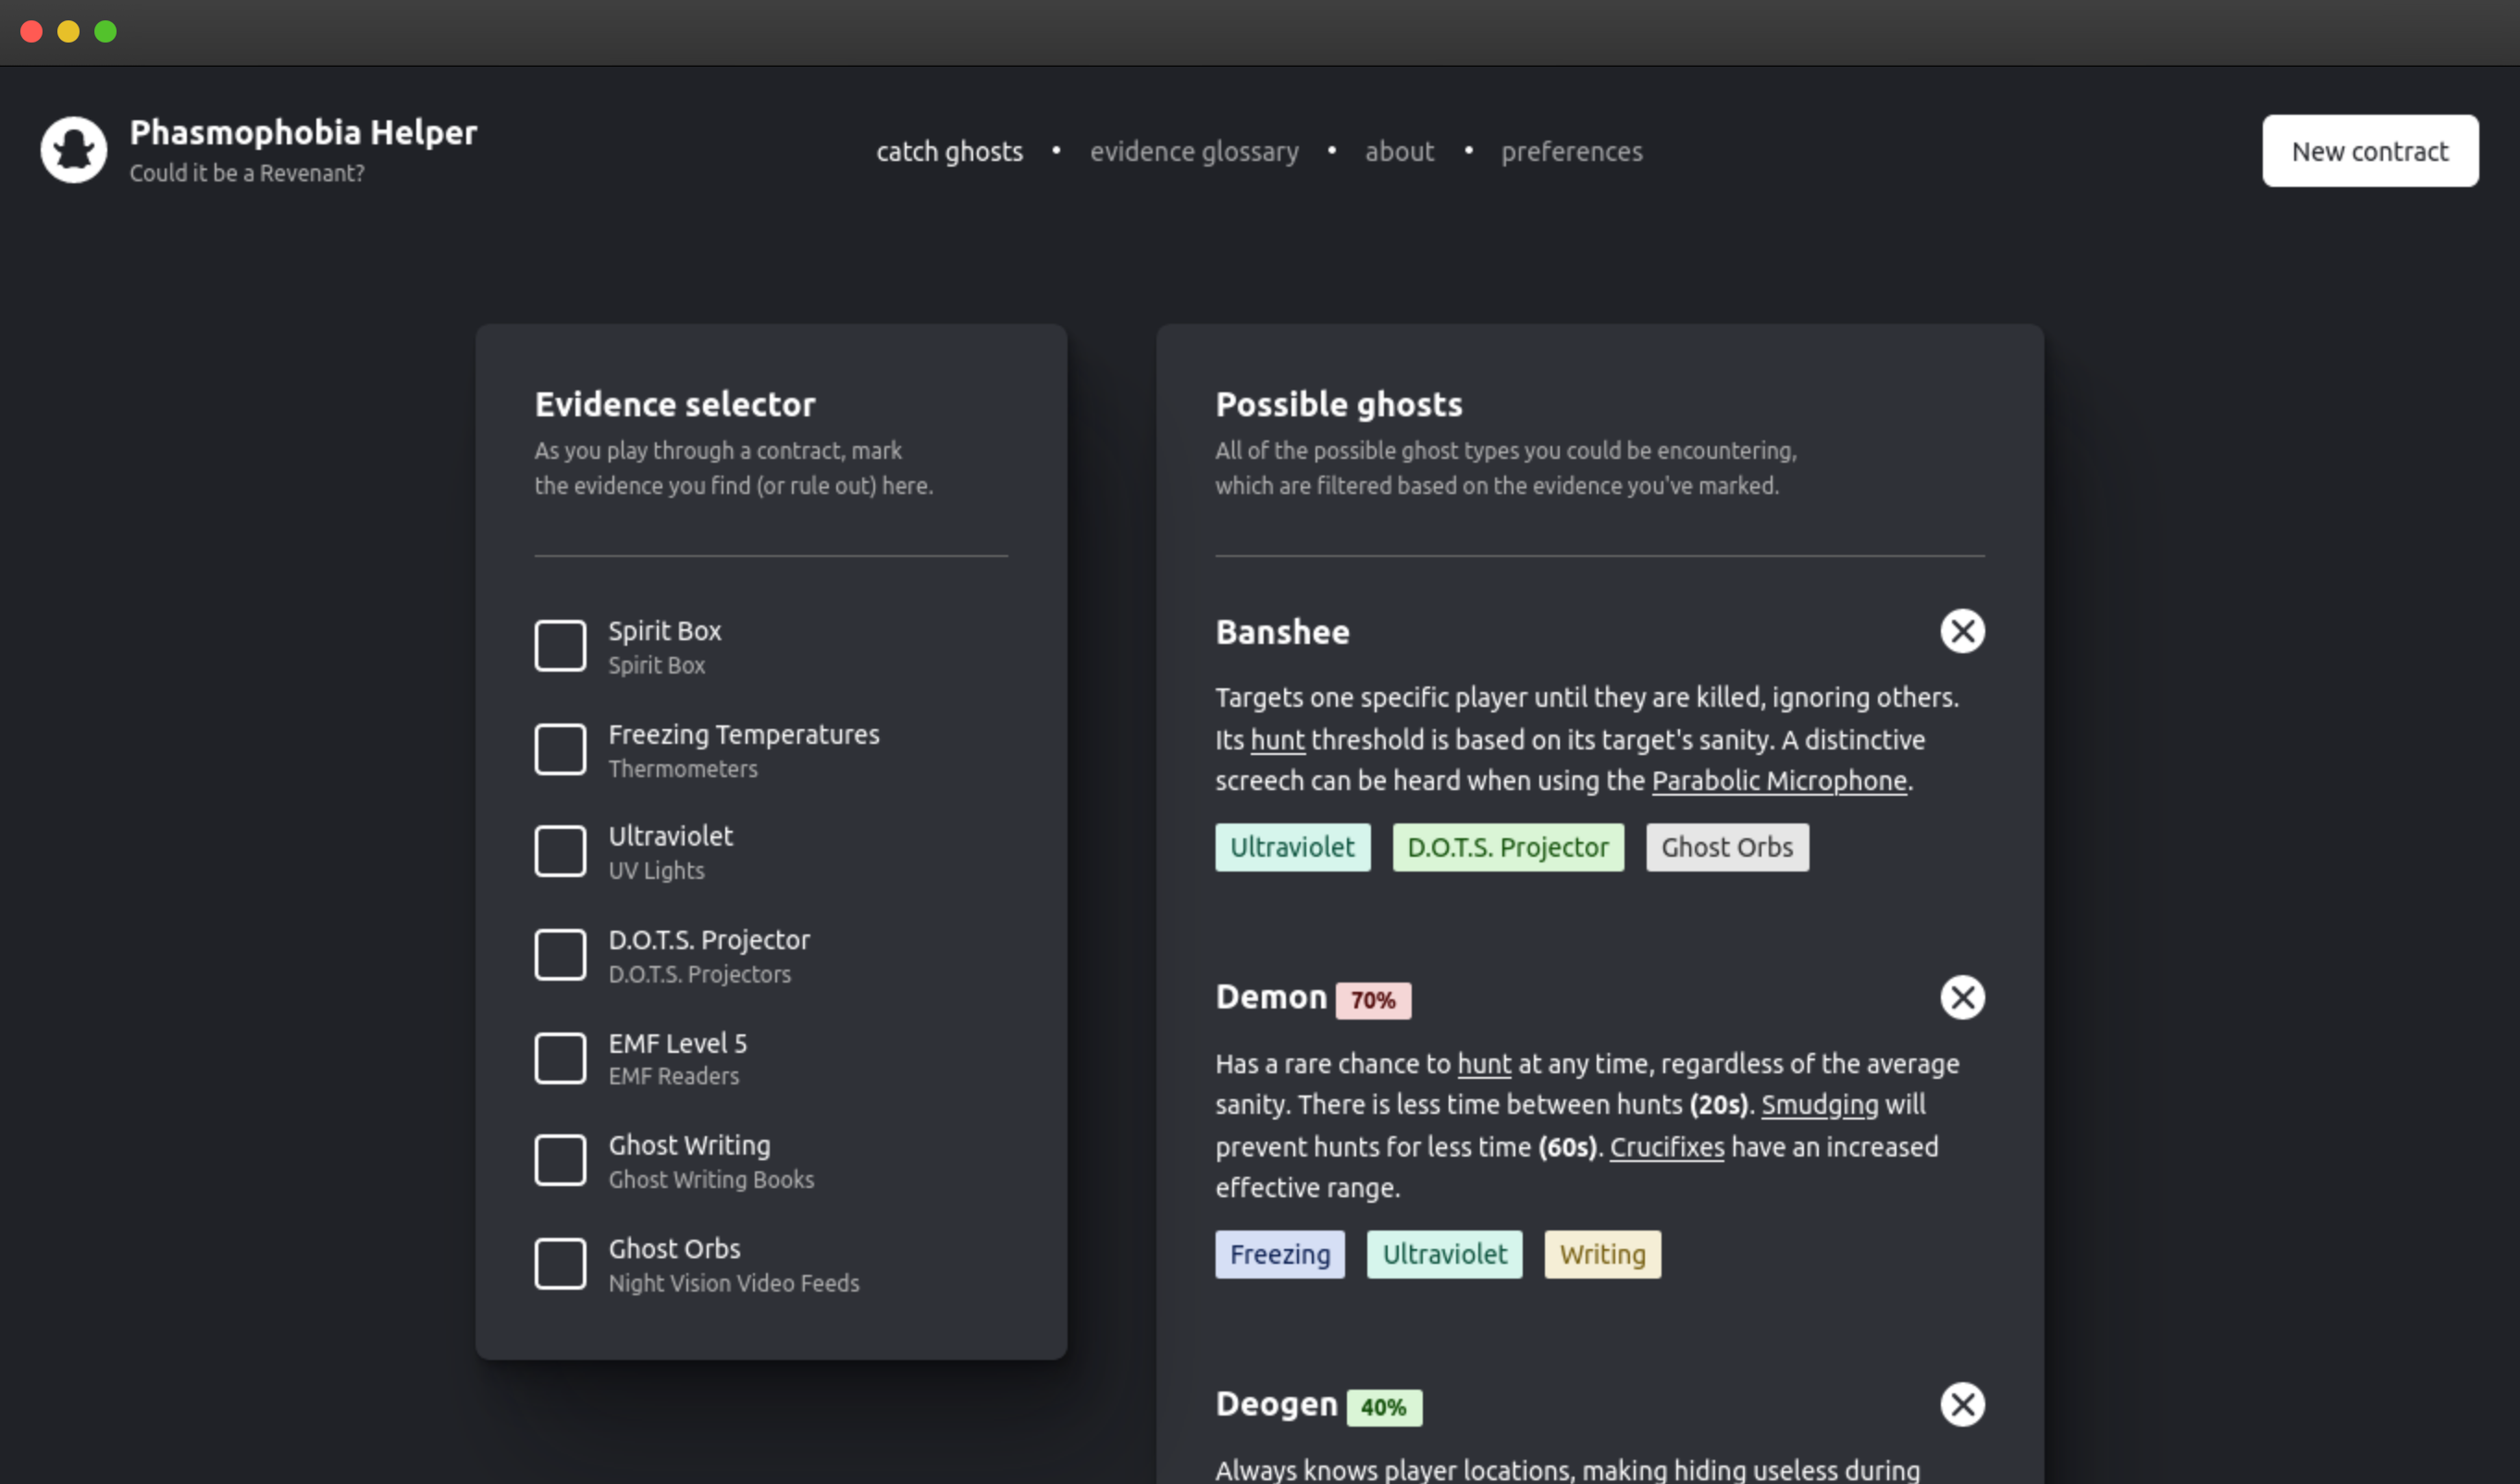 Phasmophobia Helper
Could it be a Revenant?
catch ghosts • evidence glossary • about • preferences
New contract
Evidence selector
As you play through a contract, mark
the evidence you find (or rule out) here.
Spirit Box
Spirit Box
Freezing Temperatures
Thermometers
Ultraviolet
UV Lights
D.O.T.S. Projector
D.O.T.S. Projectors
EMF Level 5
EMF Readers
Ghost Writing
Ghost Writing Books
Ghost Orbs
Night Vision Video Feeds
Possible ghosts
All of the possible ghost types you could be encountering,
which are filtered based on the evidence you've marked.
Banshee
Targets one specific player until they are killed, ignoring others.
Its hunt threshold is based on its target's sanity. A distinctive
screech can be heard when using the Parabolic Microphone.
Ultraviolet D.O.T.S. Projector Ghost Orbs
Demon 70%
Has a rare chance to hunt at any time, regardless of the average
sanity. There is less time between hunts (20s). Smudging will
prevent hunts for less time (60s). Crucifixes have an increased
effective range.
Freezing Ultraviolet Writing
Deogen 40%
Always knows player locations, making hiding useless during